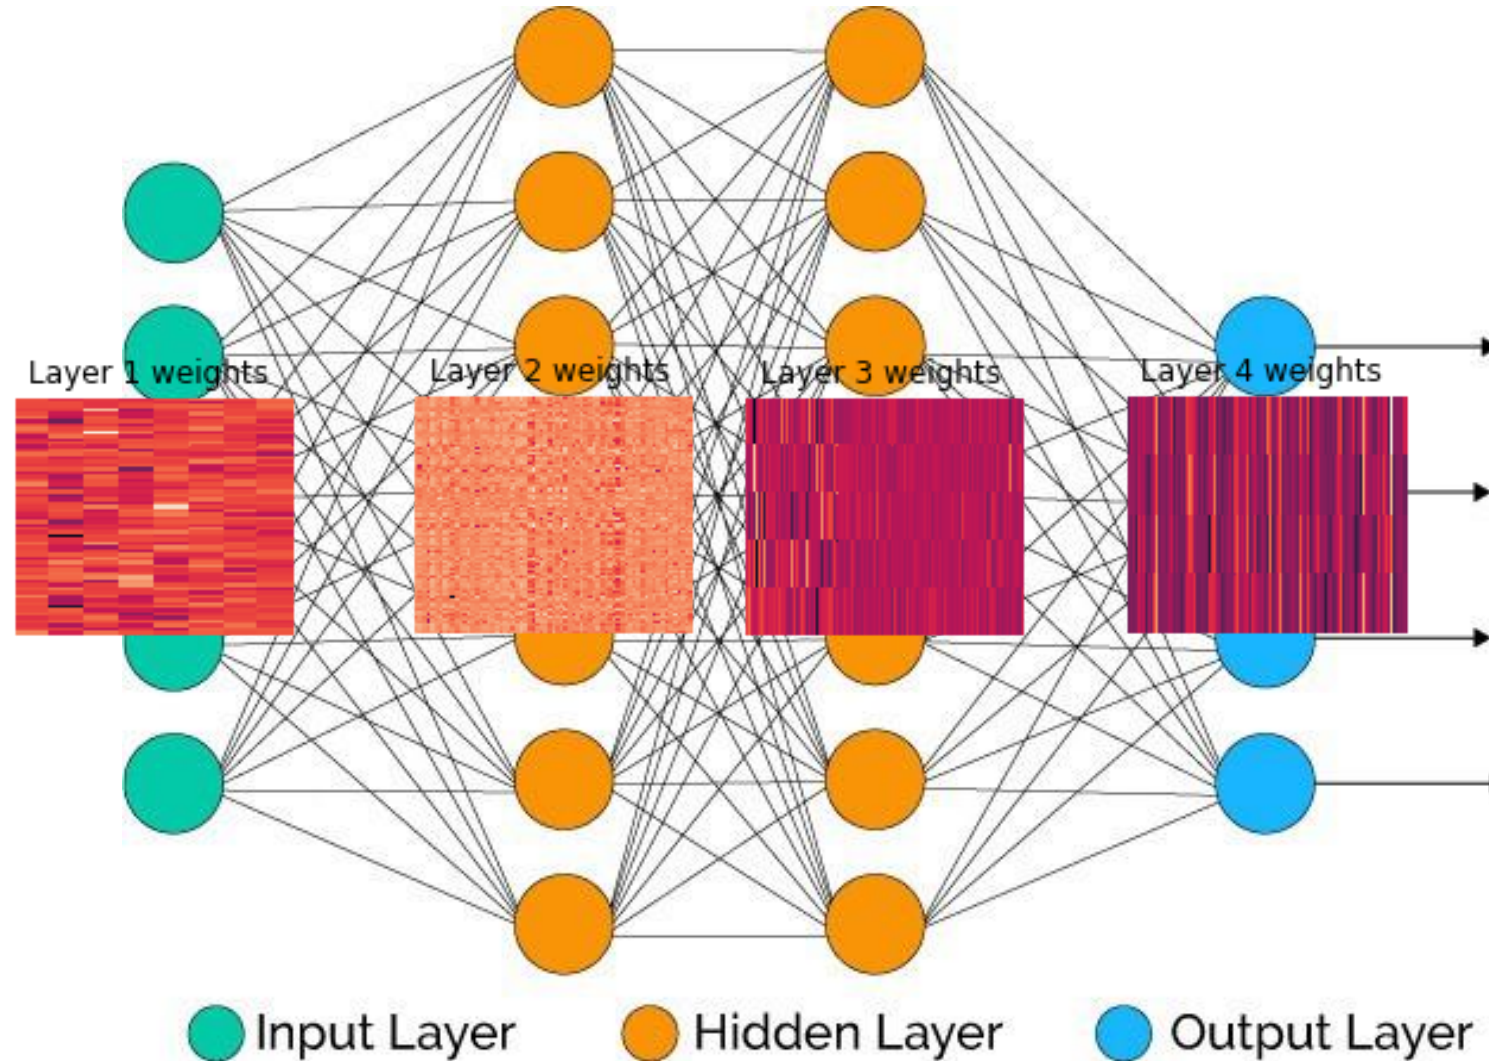 Layer 1 weights
Layer 2 weights
Layer 3 weights
Layer 4 weights
Input Layer
Hidden Layer
Output Layer